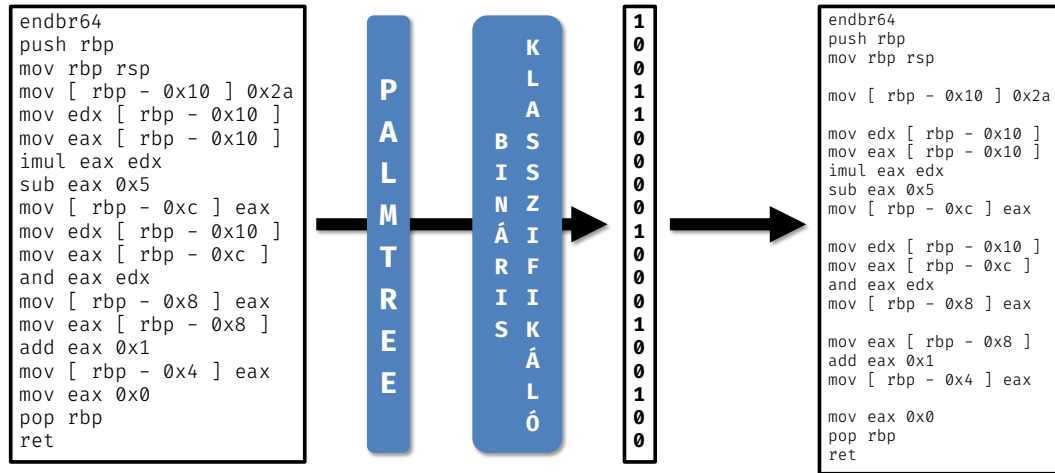 endbr64
push rbp
mov rbp rsp
mov [ rbp - 0x10 ] 0x2a
mov edx [ rbp - 0x10 ]
mov eax [ rbp - 0x10 ]
imul eax edx
sub eax 0x5
mov [ rbp - 0xc ] eax
mov edx [ rbp - 0x10 ]
mov eax [ rbp - 0xc ]
and eax edx
mov [ rbp - 0x8 ] eax
mov eax [ rbp - 0x8 ]
add eax 0x1
mov [ rbp - 0x4 ] eax
mov eax 0x0
pop rbp
ret
PALMTREE
BINÁRIS
KLASSZIFIKÁLÓ
1
0
0
1
1
0
0
0
0
1
0
0
0
1
0
0
1
0
0
endbr64
push rbp
mov rbp rsp
mov [ rbp - 0x10 ] 0x2a
mov edx [ rbp - 0x10 ]
mov eax [ rbp - 0x10 ]
imul eax edx
sub eax 0x5
mov [ rbp - 0xc ] eax
mov edx [ rbp - 0x10 ]
mov eax [ rbp - 0xc ]
and eax edx
mov [ rbp - 0x8 ] eax
mov eax [ rbp - 0x8 ]
add eax 0x1
mov [ rbp - 0x4 ] eax
mov eax 0x0
pop rbp
ret